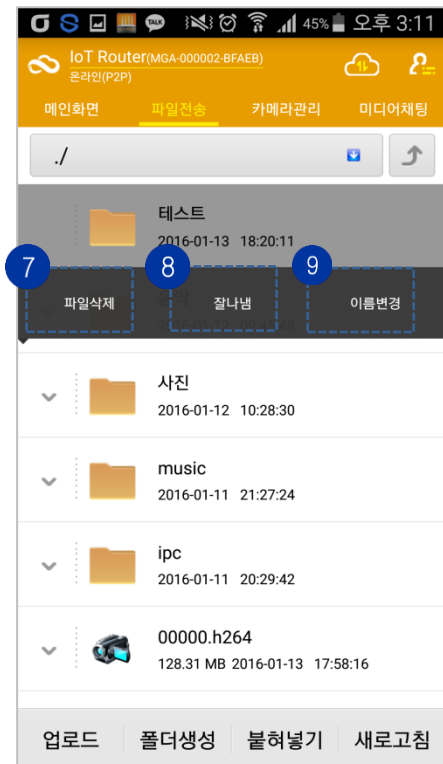 TALK 45% 오후 3:11
IoT Router(MGA-000002-BFAEB)
온라인(P2P)
메인화면 파일전송 카메라관리 미디어채팅
./
테스트
2016-01-13 18:20:11
7 8 9
파일삭제 잘나냄 이름변경
사진
2016-01-12 10:28:30
music
2016-01-11 21:27:24
ipc
2016-01-11 20:29:42
00000.h264
128.31 MB 2016-01-13 17:58:16
업로드 폴더생성 붙혀넣기 새로고침